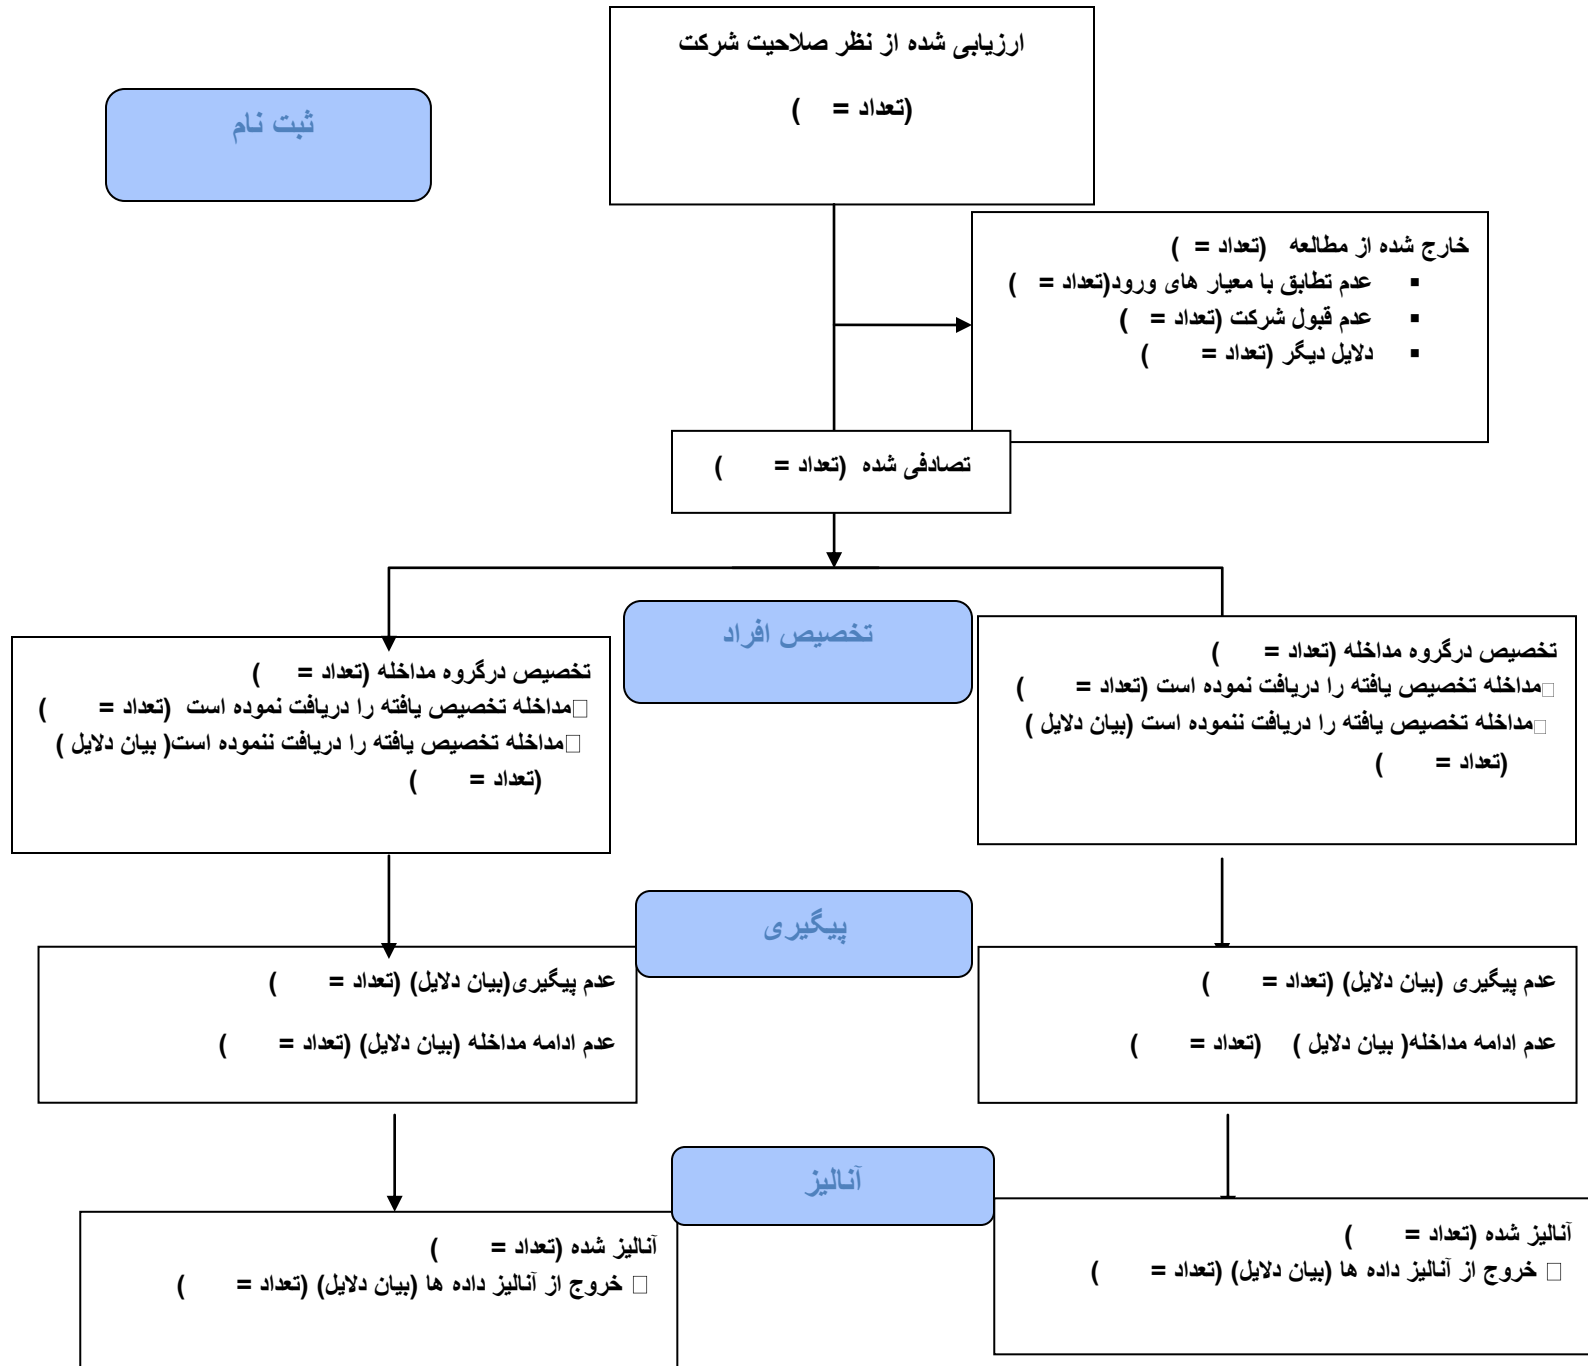 ارزیابی شده از نظر صلاحیت شرکت
(تعداد = )
ثبت نام
خارج شده از مطالعه (تعداد = )
▪ عدم تطابق با معیار های ورود(تعداد = )
▪ عدم قبول شرکت (تعداد = )
▪ دلایل دیگر (تعداد = )
تصادفی شده (تعداد = )
تخصیص افراد
تخصیص درگروه مداخله (تعداد = )
□مداخله تخصیص یافته را دریافت نموده است (تعداد = )
□مداخله تخصیص یافته را دریافت ننموده است (بیان دلایل )
(تعداد = )
تخصیص درگروه مداخله (تعداد = )
□مداخله تخصیص یافته را دریافت نموده است (تعداد = )
□مداخله تخصیص یافته را دریافت ننموده است( بیان دلایل )
(تعداد = )
پیگیری
عدم پیگیری (بیان دلایل) (تعداد = )
عدم ادامه مداخله( بیان دلایل ) (تعداد = )
عدم پیگیری(بیان دلایل) (تعداد = )
عدم ادامه مداخله (بیان دلایل) (تعداد = )
آنالیز
آنالیز شده (تعداد = )
□ خروج از آنالیز داده ها (بیان دلایل) (تعداد = )
آنالیز شده (تعداد = )
□ خروج از آنالیز داده ها (بیان دلایل) (تعداد = )